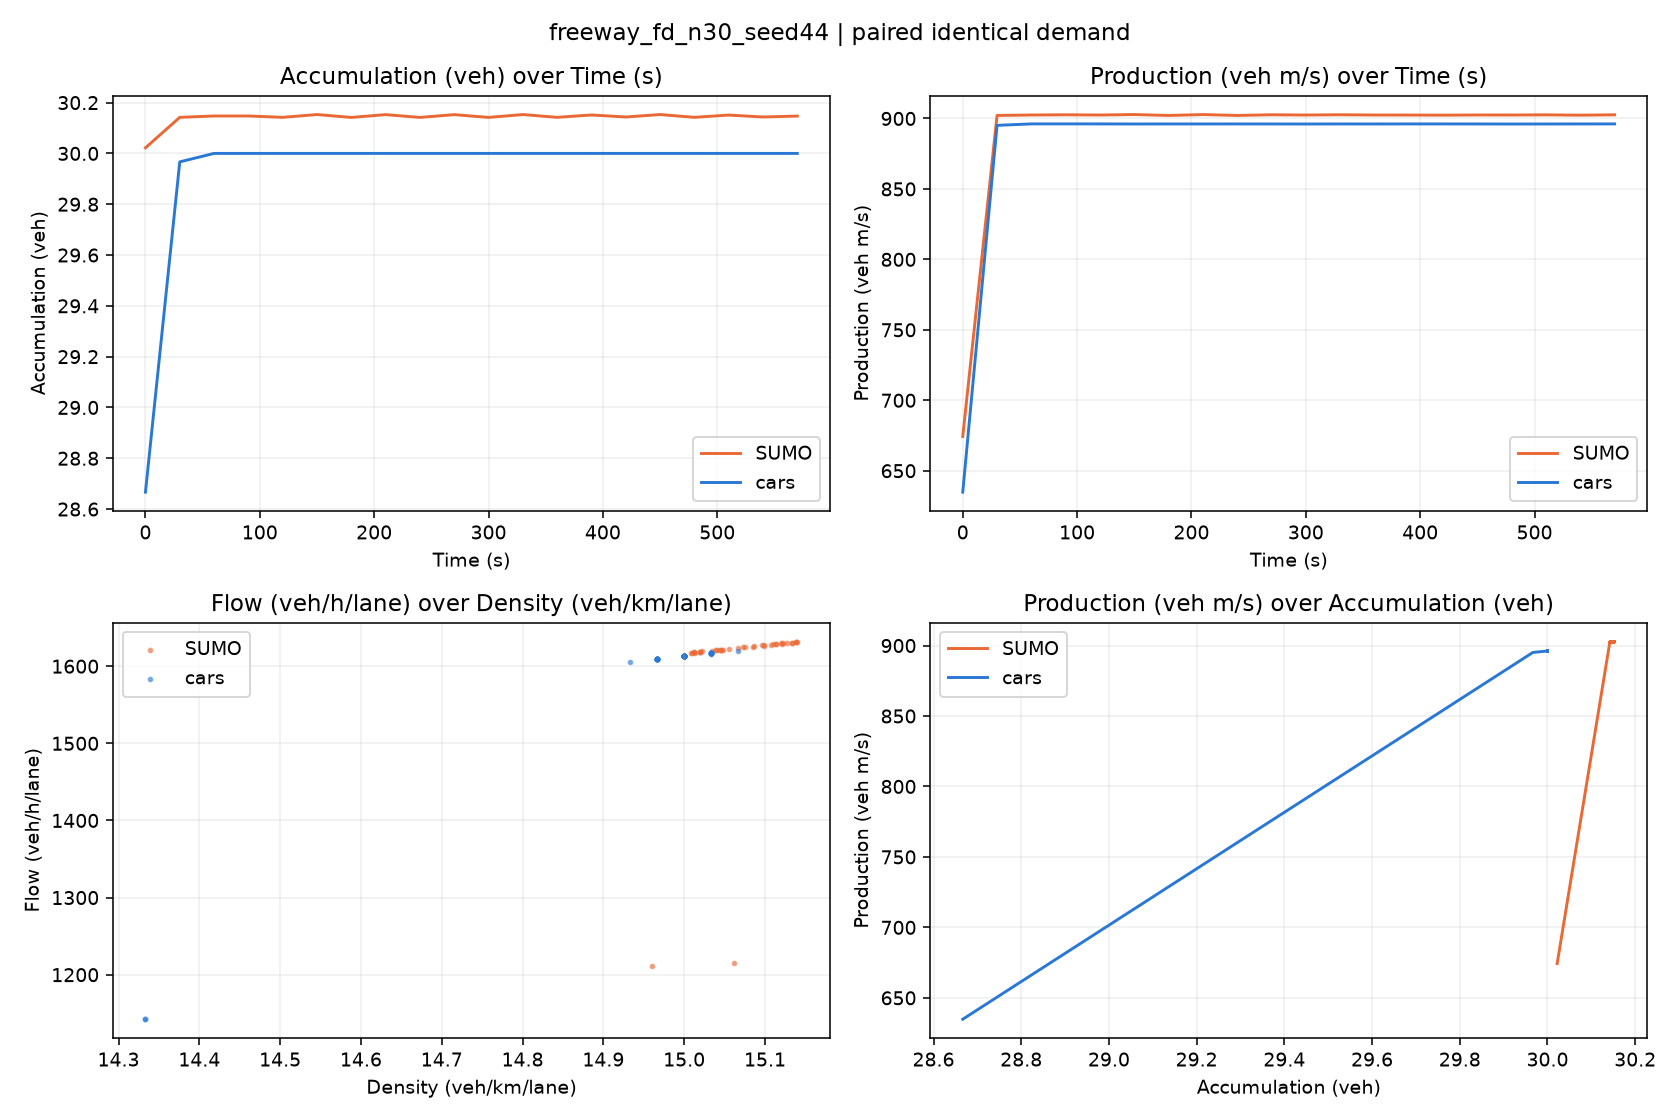 freeway_fd_n30_seed44 | paired identical demand
Accumulation (veh) over Time (s)
Accumulation (veh)
30.2
30.0
29.8
29.6
29.4
29.2
29.0
28.8
28.6
SUMO
cars
0 100 200 300 400 500
Time (s)
Production (veh m/s) over Time (s)
Production (veh m/s)
900
850
800
750
700
650
SUMO
cars
0 100 200 300 400 500
Time (s)
Flow (veh/h/lane) over Density (veh/km/lane)
Flow (veh/h/lane)
SUMO
cars
1600
1500
1400
1300
1200
14.3 14.4 14.5 14.6 14.7 14.8 14.9 15.0 15.1
Density (veh/km/lane)
Production (veh m/s) over Accumulation (veh)
Production (veh m/s)
SUMO
cars
900
850
800
750
700
650
28.6 28.8 29.0 29.2 29.4 29.6 29.8 30.0 30.2
Accumulation (veh)